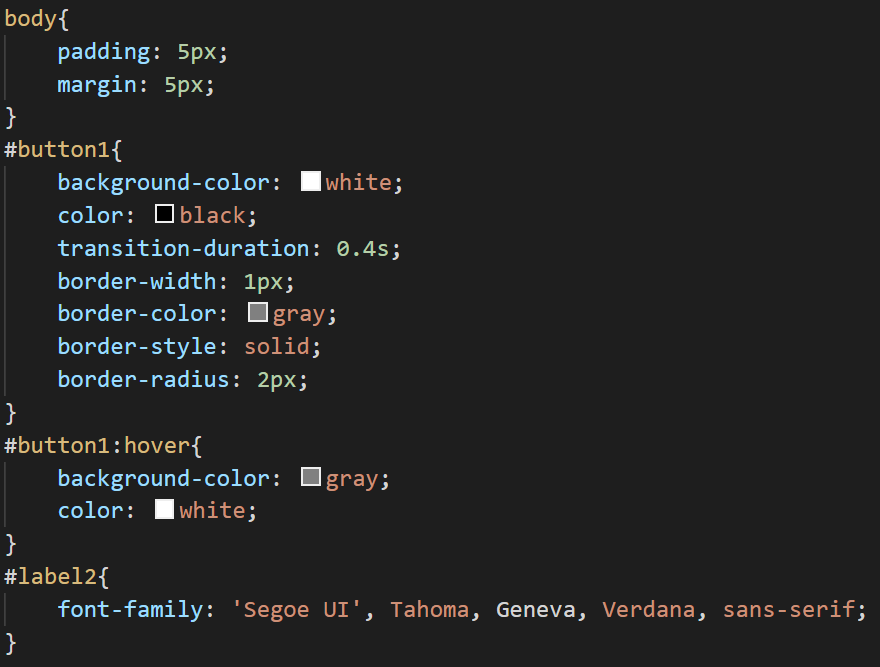 body{
    padding: 5px;
    margin: 5px;
}
#button1{
    background-color: white;
    color: black;
    transition-duration: 0.4s;
    border-width: 1px;
    border-color: gray;
    border-style: solid;
    border-radius: 2px;
}
#button1:hover{
    background-color: gray;
    color: white;
}
#label2{
    font-family: 'Segoe UI', Tahoma, Geneva, Verdana, sans-serif;
}